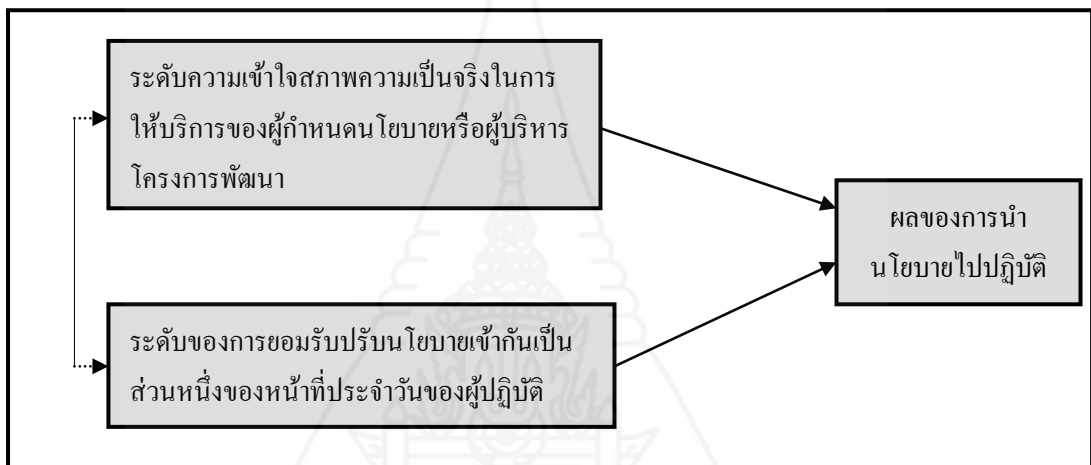 ระดับความเข้าใจสภาพความเป็นจริงในการ
ให้บริการของผู้กำหนดนโยบายหรือผู้บริหาร
โครงการพัฒนา
ผลของการนำ
นโยบายไปปฏิบัติ
ระดับของการยอมรับปรับนโยบายเข้ากันเป็น
ส่วนหนึ่งของหน้าที่ประจำวันของผู้ปฏิบัติ